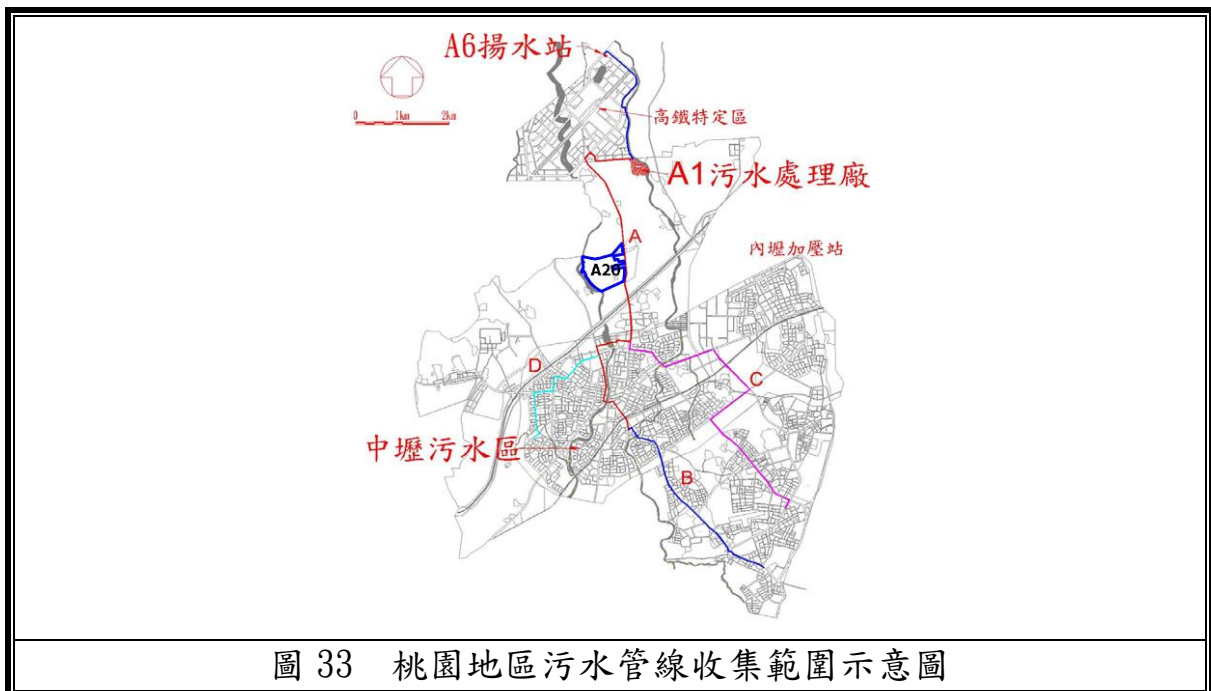 A6揚水站
0 1km 2km
高鐵特定區
A1污水處理廠
A
內壢加壓站
A20
D
C
中壢污水區
B
圖 33 桃園地區污水管線收集範圍示意圖